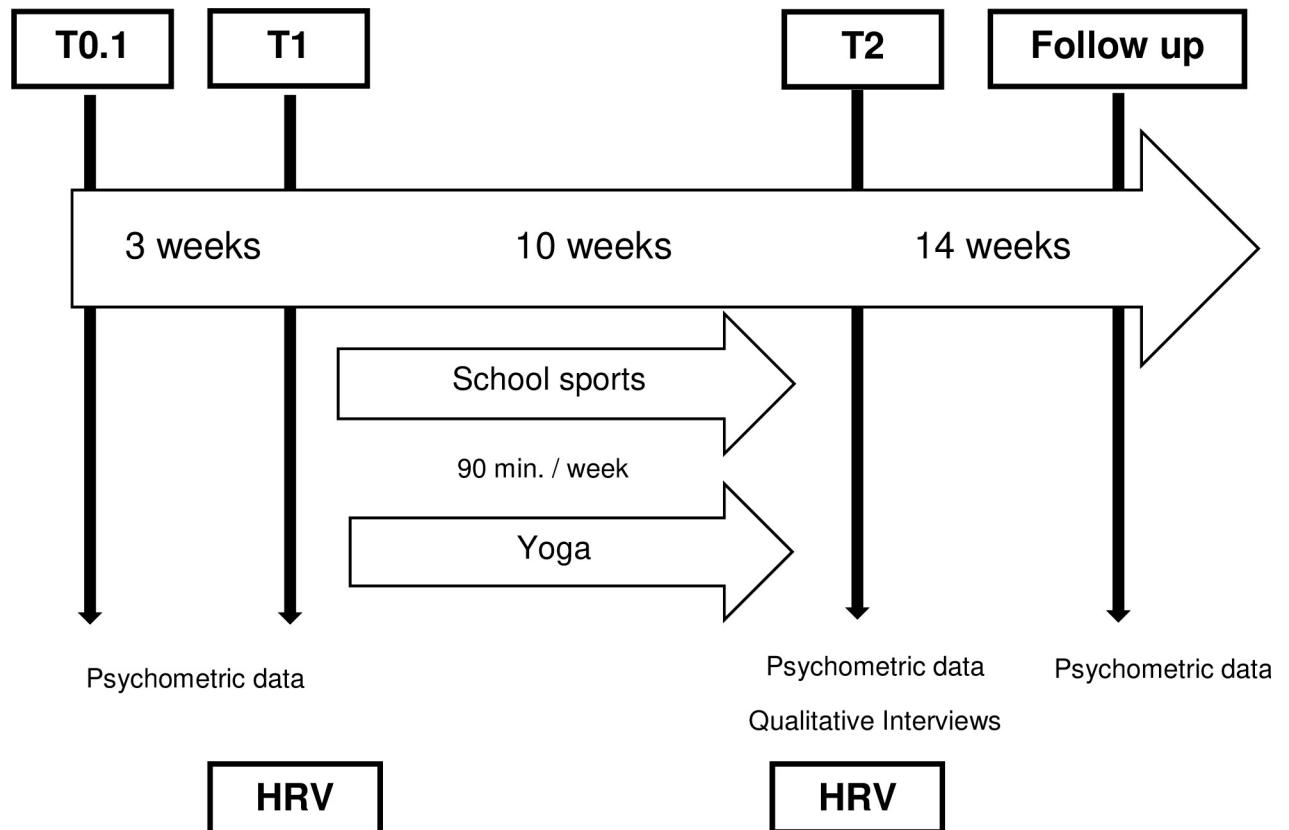 T0.1
T1
T2
Follow up
3 weeks
10 weeks
14 weeks
School sports
90 min. / week
Yoga
Psychometric data
Psychometric data
Psychometric data
Qualitative Interviews
HRV
HRV